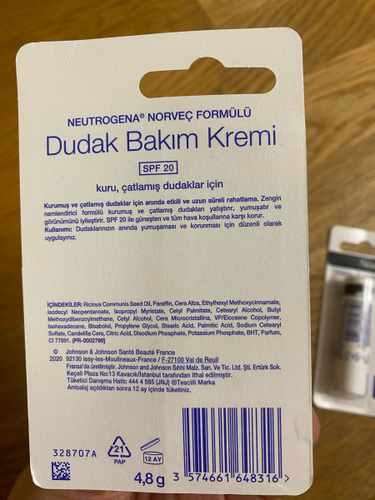 NEUTROGENA® NORVEÇ FORMÜLÜ
Dudak Bakım Kremi
SPF 20
kuru, çatlamış dudaklar için
Kurumuş ve çatlamış dudaklar için anında etkili ve uzun süreli rahatlama. Zengin
nemlendirici formülü kurumuş ve çatlamış dudakları yatıştırır, yumuşatır ve
görünümünü iyileştirir. SPF 20 ile güneşten ve tüm hava koşullarına karşı korur.
Kullanım: Dudaklarınızın anında yumuşaması ve korunması için düzenli olarak
uygulayınız.
İÇİNDEKİLER: Ricinus Communis Seed Oil, Paraffin, Cera Alba, Ethylhexyl Methoxycinnamate,
Isocetyl Neopentanoate, Isopropyl Myristate, Cetyl Palmitate, Cetearyl Alcohol, Butyl
Methoxydibenzoylmethane, Cetyl Alcohol, Cera Microcristallina, VP/Eicosene Copolymer,
Isohexadecane, Bisabolol, Propylene Glycol, Stearic Acid, Palmitic Acid, Sodium Cetearyl
Sulfate, Candelilla Cera, Citric Acid, Disodium Phosphate, Potassium Phosphate, BHT, Parfum,
CI 77891. (PR-0002799)
© Johnson & Johnson Santé Beauté France
2020 92130 Issy-les-Moulineaux-France / F-27100 Val de Reuil
Fransa'da üretilmiştir. Johnson and Johnson Sıhhi Malz. San. Ve Tic. Ltd. Şti. Ertürk Sok.
Keçeli Plaza No:13 Kavacık/İstanbul tarafından ithal edilmiştir.
Tüketici Danışma Hattı: 444 4 565 (JNJ) ®Tescilli Marka
Ambalaj açıldıktan sonra 12 ay içinde tüketiniz.
328707A
21
PAP
12 AY
4,8 g
3 574661 648316 >